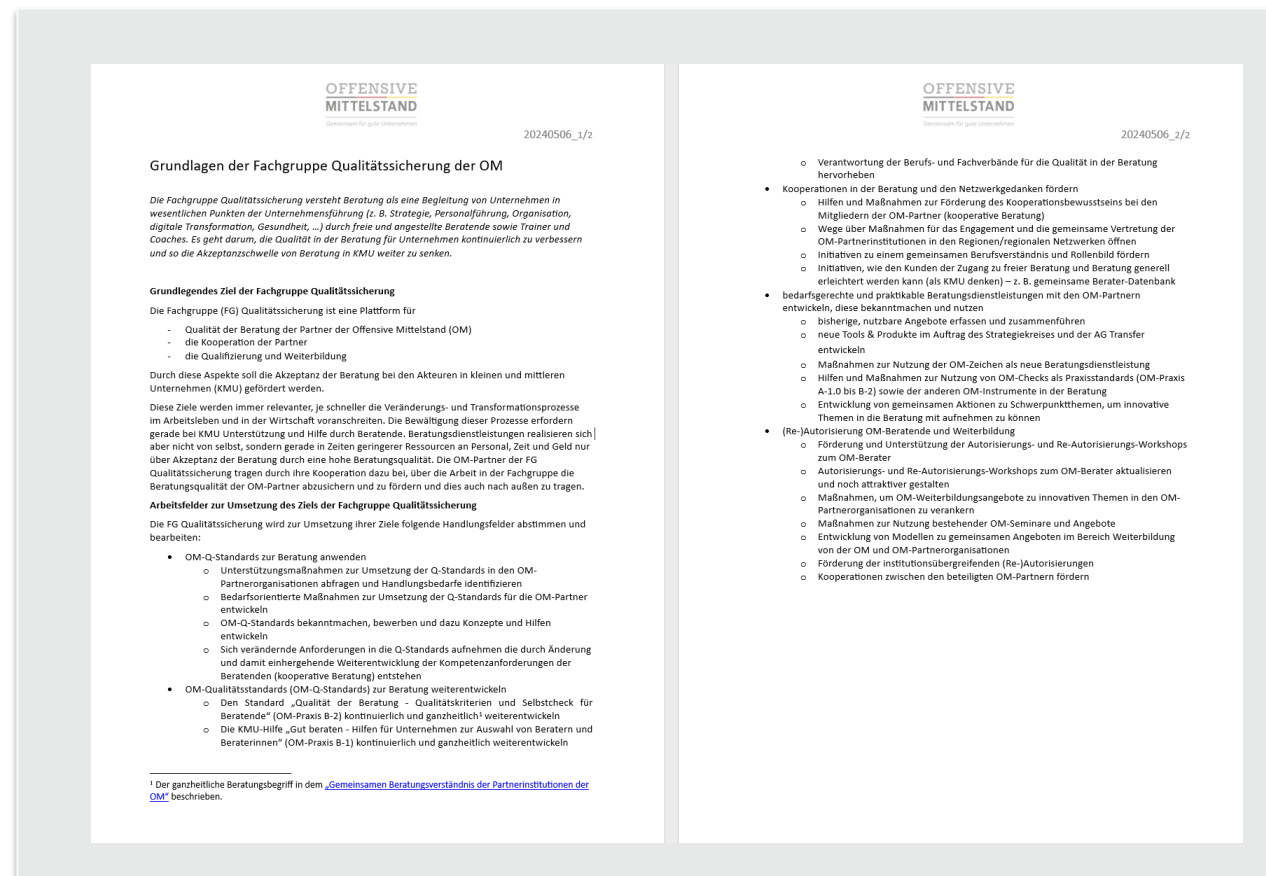 OFFENSIVE
MITTELSTAND
Gemeinsam für gute Unternehmen
20240506_1/2
Grundlagen der Fachgruppe Qualitätssicherung der OM
Die Fachgruppe Qualitätssicherung versteht Beratung als eine Begleitung von Unternehmen in
wesentlichen Punkten der Unternehmensführung (z. B. Strategie, Personalführung, Organisation,
digitale Transformation, Gesundheit, …) durch freie und angestellte Beratende sowie Trainer und
Coaches. Es geht darum, die Qualität in der Beratung für Unternehmen kontinuierlich zu verbessern
und so die Akzeptanzschwelle von Beratung in KMU weiter zu senken.
Grundlegendes Ziel der Fachgruppe Qualitätssicherung
Die Fachgruppe (FG) Qualitätssicherung ist eine Plattform für
- Qualität der Beratung der Partner der Offensive Mittelstand (OM)
- die Kooperation der Partner
- die Qualifizierung und Weiterbildung
Durch diese Aspekte soll die Akzeptanz der Beratung bei den Akteuren in kleinen und mittleren
Unternehmen (KMU) gefördert werden.
Diese Ziele werden immer relevanter, je schneller die Veränderungs- und Transformationsprozesse
im Arbeitsleben und in der Wirtschaft voranschreiten. Die Bewältigung dieser Prozesse erfordern
gerade bei KMU Unterstützung und Hilfe durch Beratende. Beratungsdienstleistungen realisieren sich
aber nicht von selbst, sondern gerade in Zeiten geringerer Ressourcen an Personal, Zeit und Geld nur
über Akzeptanz der Beratung durch eine hohe Beratungsqualität. Die OM-Partner der FG
Qualitätssicherung tragen durch ihre Kooperation dazu bei, über die Arbeit in der Fachgruppe die
Beratungsqualität der OM-Partner abzusichern und zu fördern und dies auch nach außen zu tragen.
Arbeitsfelder zur Umsetzung des Ziels der Fachgruppe Qualitätssicherung
Die FG Qualitätssicherung wird zur Umsetzung ihrer Ziele folgende Handlungsfelder abstimmen und
bearbeiten:
• OM-Q-Standards zur Beratung anwenden
o Unterstützungsmaßnahmen zur Umsetzung der Q-Standards in den OM-
Partnerorganisationen abfragen und Handlungsbedarfe identifizieren
o Bedarfsorientierte Maßnahmen zur Umsetzung der Q-Standards für die OM-Partner
entwickeln
o OM-Q-Standards bekanntmachen, bewerben und dazu Konzepte und Hilfen
entwickeln
o Sich verändernde Anforderungen in die Q-Standards aufnehmen die durch Änderung
und damit einhergehende Weiterentwicklung der Kompetenzanforderungen der
Beratenden (kooperative Beratung) entstehen
• OM-Qualitätsstandards (OM-Q-Standards) zur Beratung weiterentwickeln
o Den Standard „Qualität der Beratung - Qualitätskriterien und Selbstcheck für
Beratende“ (OM-Praxis B-2) kontinuierlich und ganzheitlich¹ weiterentwickeln
o Die KMU-Hilfe „Gut beraten - Hilfen für Unternehmen zur Auswahl von Beratern und
Beraterinnen“ (OM-Praxis B-1) kontinuierlich und ganzheitlich weiterentwickeln
¹ Der ganzheitliche Beratungsbegriff in dem „Gemeinsamen Beratungsverständnis der Partnerinstitutionen der
OM“ beschrieben.
OFFENSIVE
MITTELSTAND
Gemeinsam für gute Unternehmen
20240506_2/2
o Verantwortung der Berufs- und Fachverbände für die Qualität in der Beratung
hervorheben
• Kooperationen in der Beratung und den Netzwerkgedanken fördern
o Hilfen und Maßnahmen zur Förderung des Kooperationsbewusstseins bei den
Mitgliedern der OM-Partner (kooperative Beratung)
o Wege über Maßnahmen für das Engagement und die gemeinsame Vertretung der
OM-Partnerinstitutionen in den Regionen/regionalen Netzwerken öffnen
o Initiativen zu einem gemeinsamen Berufsverständnis und Rollenbild fördern
o Initiativen, wie den Kunden der Zugang zu freier Beratung und Beratung generell
erleichtert werden kann (als KMU denken) – z. B. gemeinsame Berater-Datenbank
• bedarfsgerechte und praktikable Beratungsdienstleistungen mit den OM-Partnern
entwickeln, diese bekanntmachen und nutzen
o bisherige, nutzbare Angebote erfassen und zusammenführen
o neue Tools & Produkte im Auftrag des Strategiekreises und der AG Transfer
entwickeln
o Maßnahmen zur Nutzung der OM-Zeichen als neue Beratungsdienstleistung
o Hilfen und Maßnahmen zur Nutzung von OM-Checks als Praxisstandards (OM-Praxis
A-1.0 bis B-2) sowie der anderen OM-Instrumente in der Beratung
o Entwicklung von gemeinsamen Aktionen zu Schwerpunktthemen, um innovative
Themen in die Beratung mit aufnehmen zu können
• (Re-)Autorisierung OM-Beratende und Weiterbildung
o Förderung und Unterstützung der Autorisierungs- und Re-Autorisierungs-Workshops
zum OM-Berater
o Autorisierungs- und Re-Autorisierungs-Workshops zum OM-Berater aktualisieren
und noch attraktiver gestalten
o Maßnahmen, um OM-Weiterbildungsangebote zu innovativen Themen in den OM-
Partnerorganisationen zu verankern
o Maßnahmen zur Nutzung bestehender OM-Seminare und Angebote
o Entwicklung von Modellen zu gemeinsamen Angeboten im Bereich Weiterbildung
von der OM und OM-Partnerorganisationen
o Förderung der institutionsübergreifenden (Re-)Autorisierungen
o Kooperationen zwischen den beteiligten OM-Partnern fördern